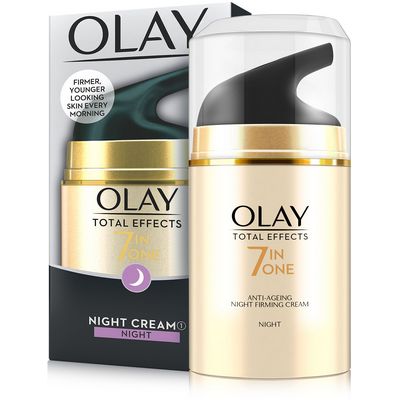 OLAY
FIRMER,
YOUNGER
LOOKING
SKIN EVERY
MORNING
OLAY
TOTAL EFFECTS
7 IN
ONE
NIGHT CREAM①
NIGHT
OLAY
TOTAL EFFECTS
7 IN
ONE
ANTI-AGEING
NIGHT FIRMING CREAM
NIGHT